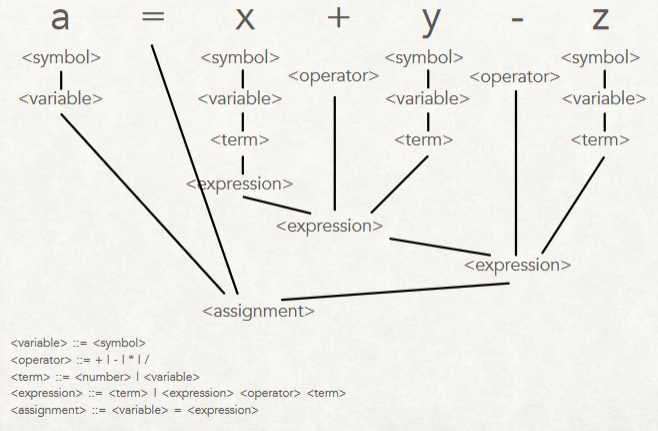 a = x + y - z
<symbol> <symbol> <symbol> <symbol>
<operator> <operator>
<variable> <variable> <variable> <variable>
<term> <term> <term>
<expression>
<expression>
<expression>
<assignment>
<variable> ::= <symbol>
<operator> ::= + | - | * | /
<term> ::= <number> | <variable>
<expression> ::= <term> | <expression> <operator> <term>
<assignment> ::= <variable> = <expression>